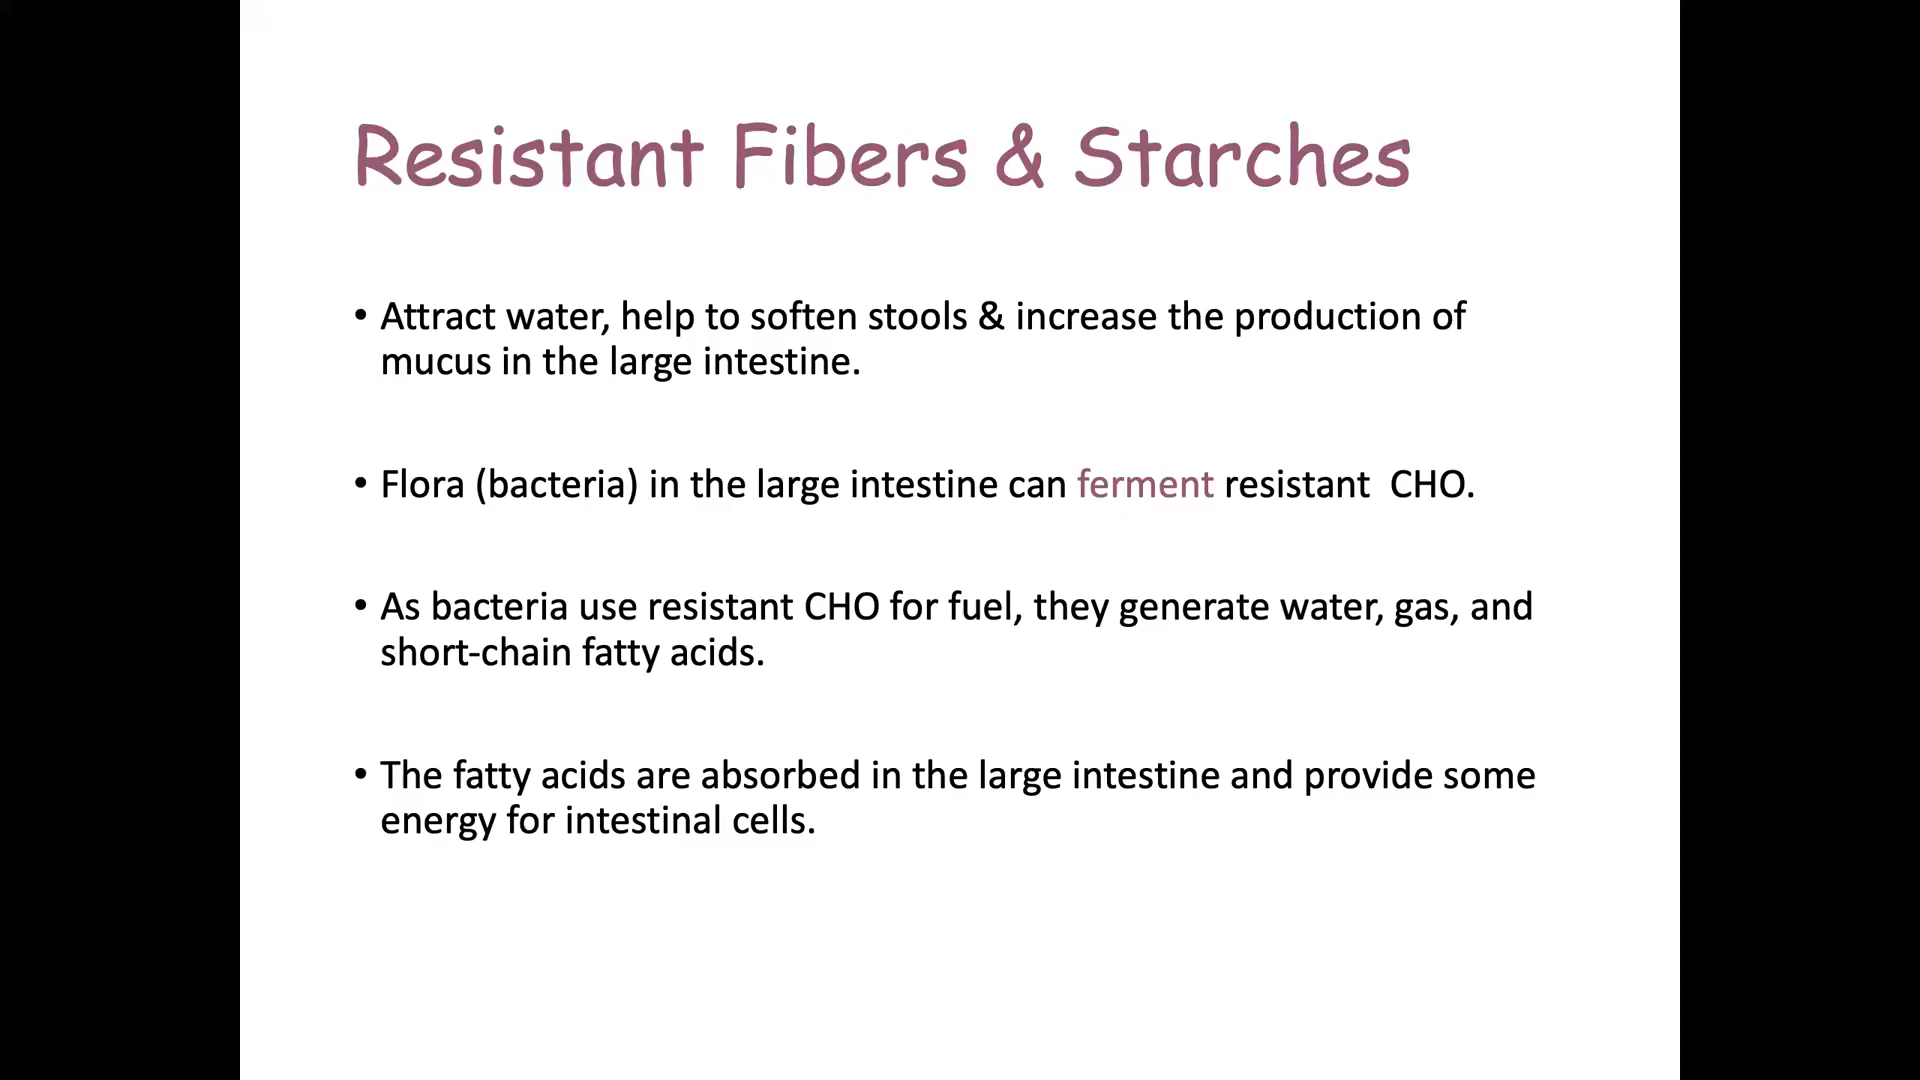 Resistant Fibers & Starches
• Attract water, help to soften stools & increase the production of
mucus in the large intestine.
• Flora (bacteria) in the large intestine can ferment resistant  CHO.
• As bacteria use resistant CHO for fuel, they generate water, gas, and
short-chain fatty acids.
• The fatty acids are absorbed in the large intestine and provide some
energy for intestinal cells.